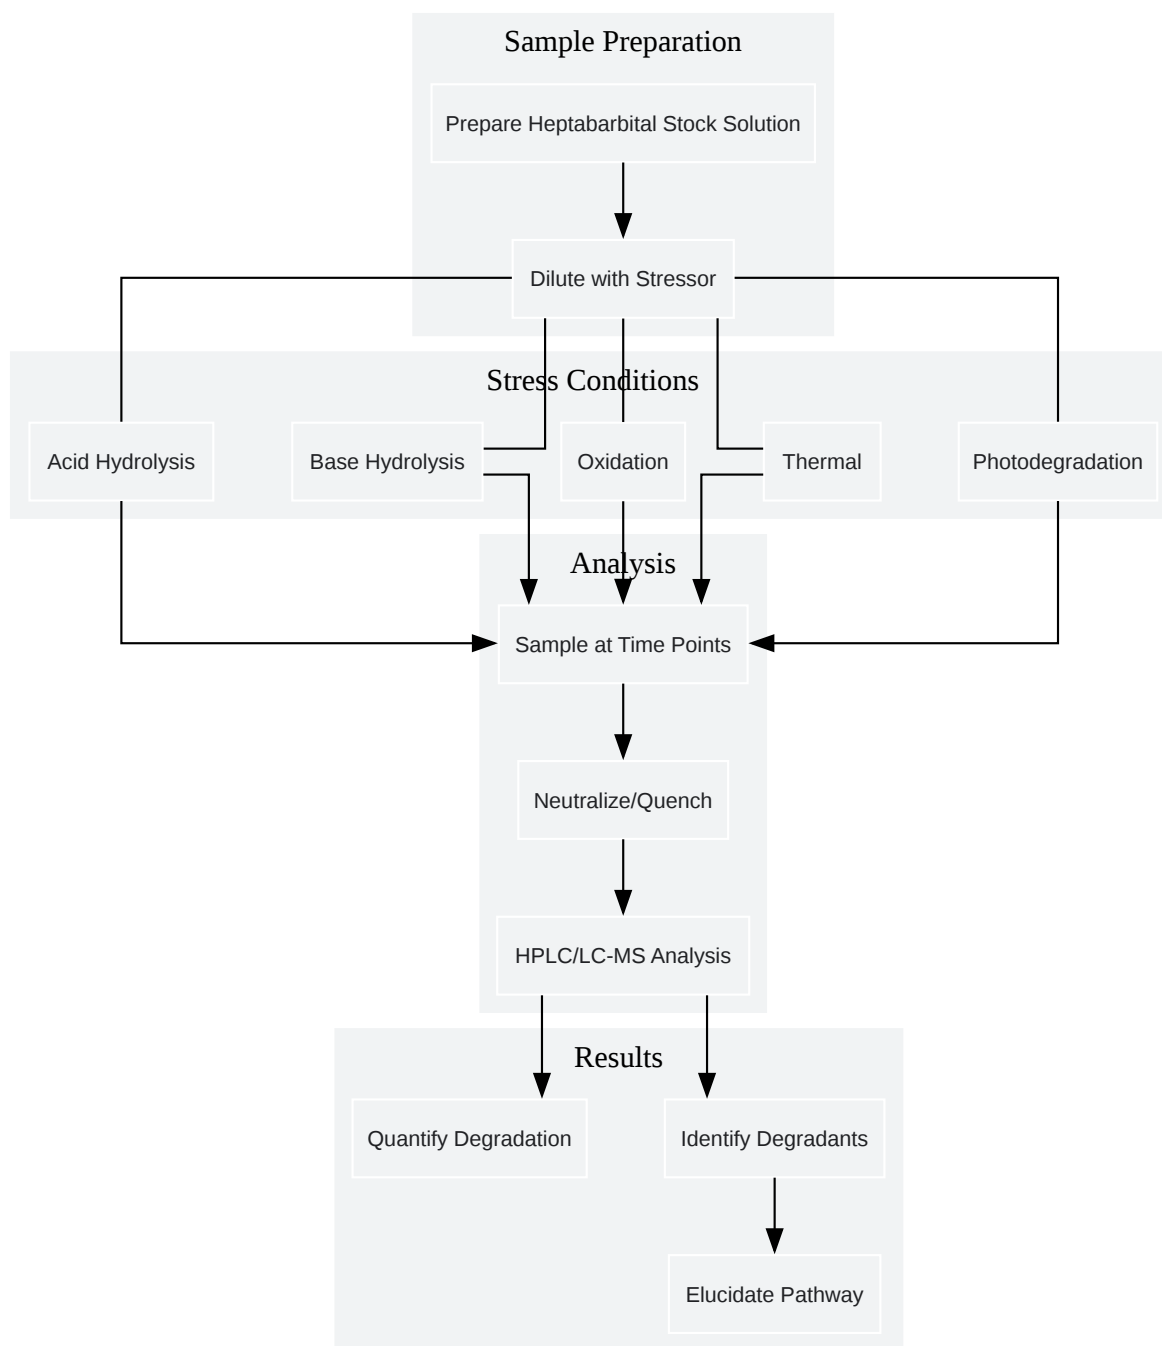 Sample Preparation
Prepare Heptabarbital Stock Solution
Dilute with Stressor
Stress Conditions
Acid Hydrolysis
Base Hydrolysis
Oxidation
Thermal
Photodegradation
Analysis
Sample at Time Points
Neutralize/Quench
HPLC/LC-MS Analysis
Results
Quantify Degradation
Identify Degradants
Elucidate Pathway